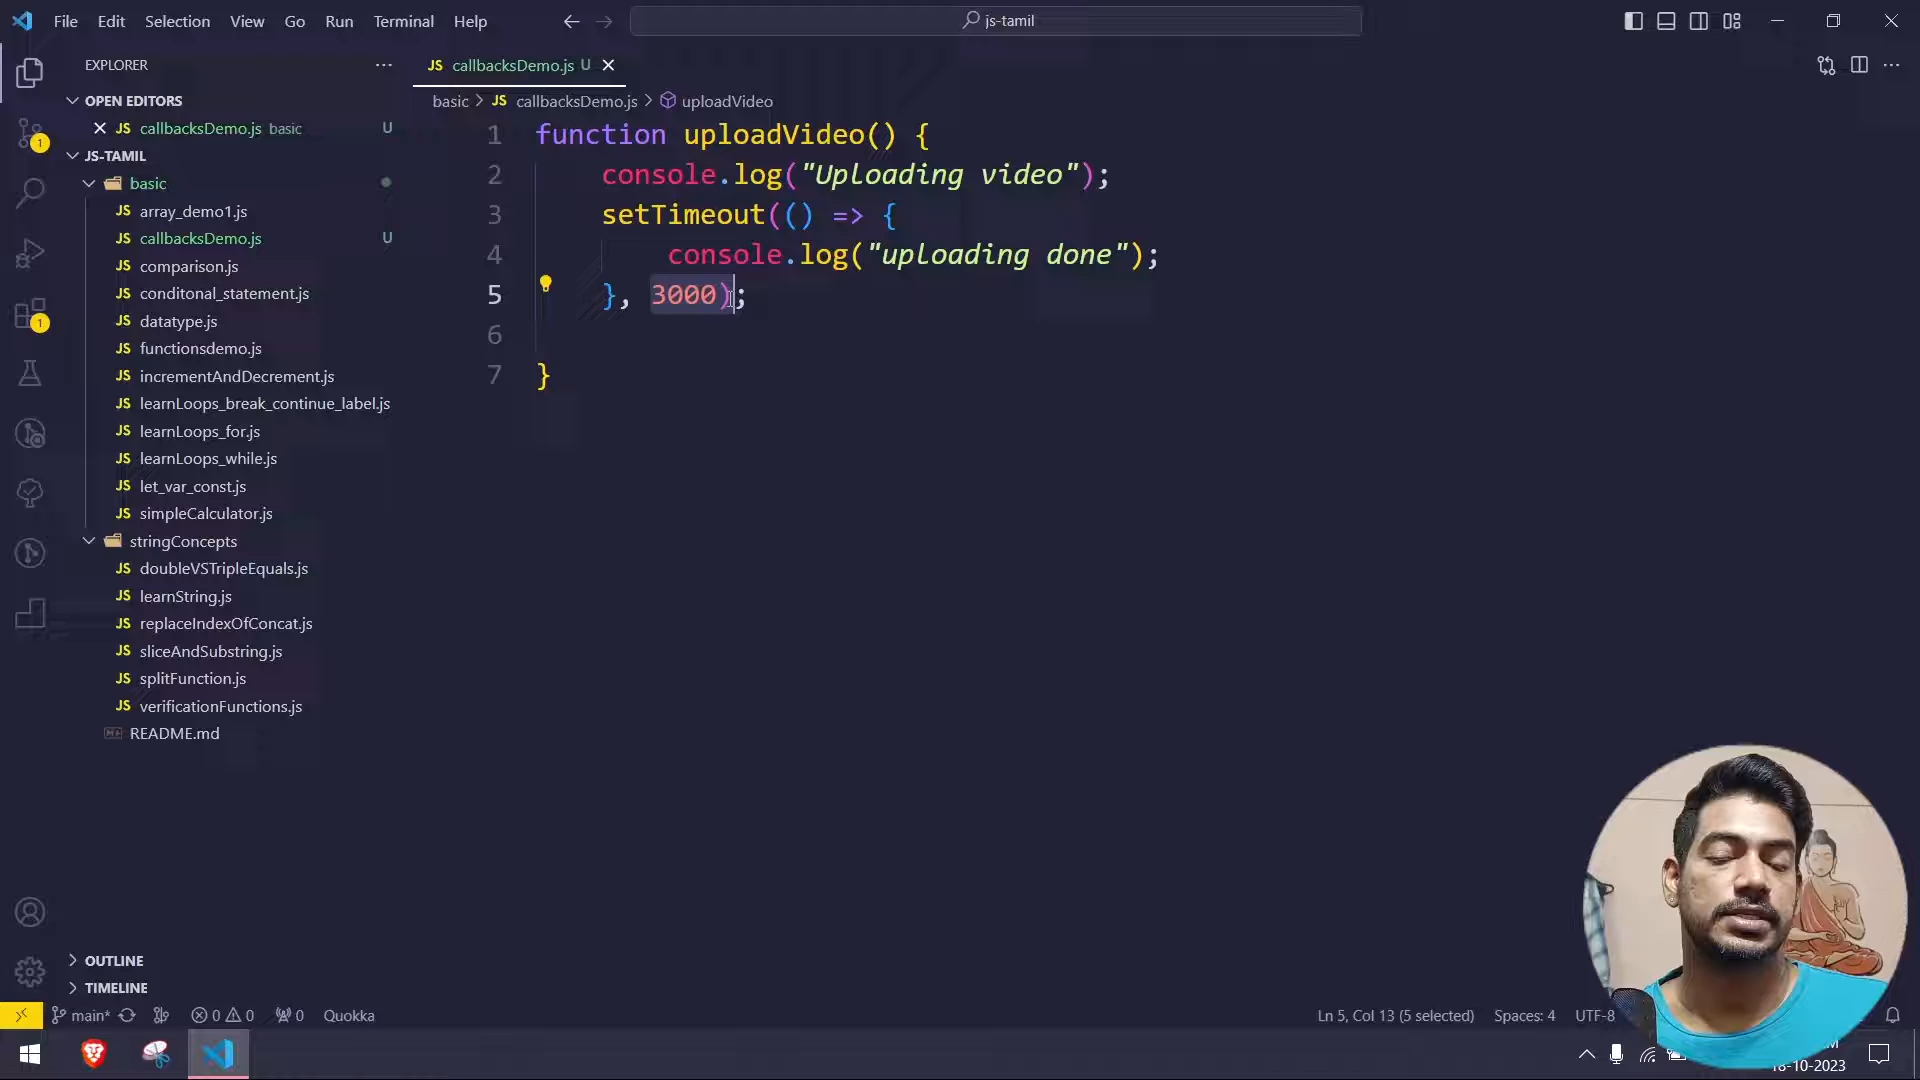 File Edit Selection View Go Run Terminal Help
js-tamil
EXPLORER
OPEN EDITORS
callbacksDemo.js basic U
JS-TAMIL
basic
JS array_demo1.js
JS callbacksDemo.js U
JS comparison.js
JS conditonal_statement.js
JS datatype.js
JS functionsdemo.js
JS incrementAndDecrement.js
JS learnLoops_break_continue_label.js
JS learnLoops_for.js
JS learnLoops_while.js
JS let_var_const.js
JS simpleCalculator.js
stringConcepts
JS doubleVSTripleEquals.js
JS learnString.js
JS replaceIndexOfConcat.js
JS sliceAndSubstring.js
JS splitFunction.js
JS verificationFunctions.js
README.md
OUTLINE
TIMELINE
JS callbacksDemo.js U
basic > JS callbacksDemo.js > uploadVideo
1 function uploadVideo() {
2 console.log("Uploading video");
3 setTimeout(() => {
4 console.log("uploading done");
5 }, 3000);
6
7 }
main* 0 0 0 Quokka
Ln 5, Col 13 (5 selected) Spaces: 4 UTF-8
18-10-2023